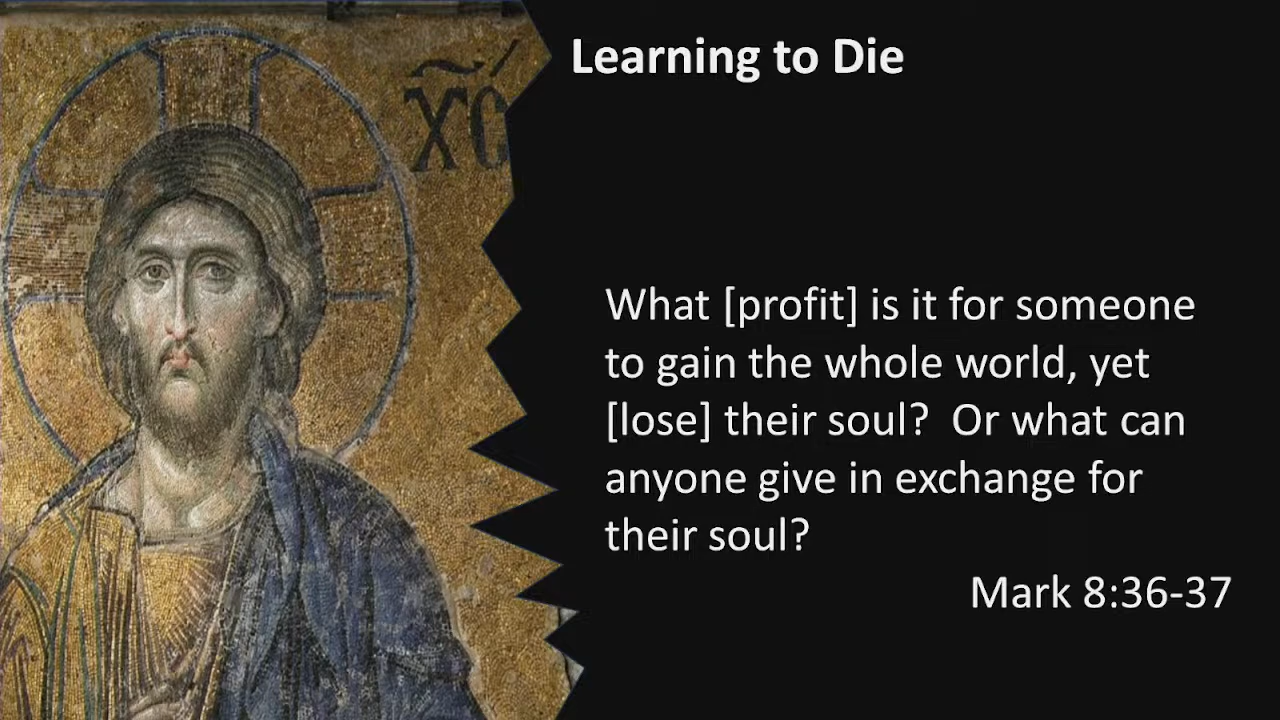 Learning to Die
χ̃ς́
What [profit] is it for someone
to gain the whole world, yet
[lose] their soul?  Or what can
anyone give in exchange for
their soul?
Mark 8:36-37